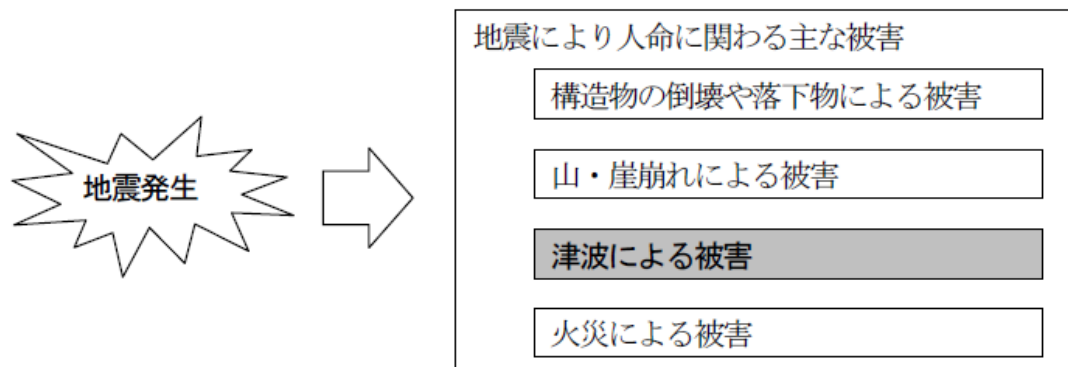 地震発生
地震により人命に関わる主な被害
構造物の倒壊や落下物による被害
山・崖崩れによる被害
津波による被害
火災による被害